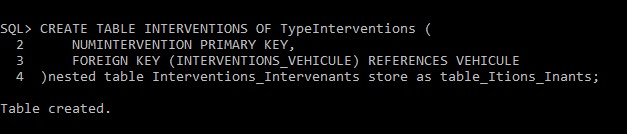 SQL> CREATE TABLE INTERVENTIONS OF TypeInterventions (
  2      NUMINTERVENTION PRIMARY KEY,
  3      FOREIGN KEY (INTERVENTIONS_VEHICULE) REFERENCES VEHICULE
  4  )nested table Interventions_Intervenants store as table_Itions_Inants;
Table created.